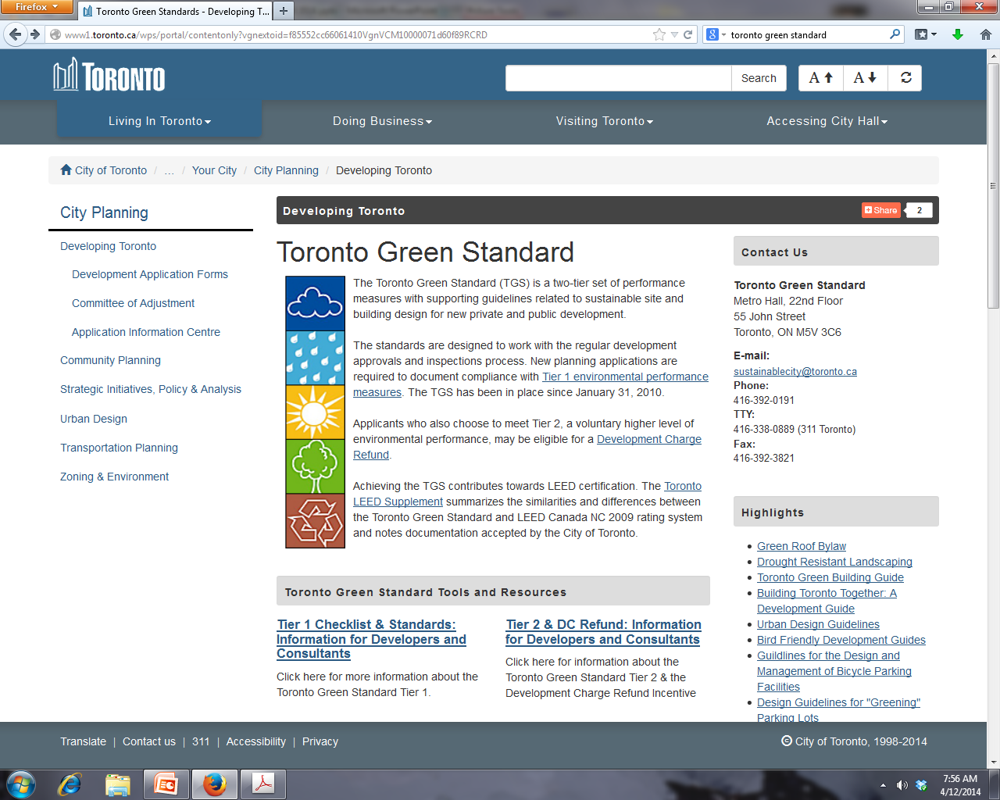 Firefox
Toronto Green Standards - Developing T...
www1.toronto.ca/wps/portal/contentonly?vgnextoid=f85552cc66061410VgnVCM10000071d60f89RCRD
toronto green standard
TORONTO
Search
A
A
Living In Toronto
Doing Business
Visiting Toronto
Accessing City Hall
City of Toronto / ... / Your City / City Planning / Developing Toronto
City Planning
Developing Toronto
Development Application Forms
Committee of Adjustment
Application Information Centre
Community Planning
Strategic Initiatives, Policy & Analysis
Urban Design
Transportation Planning
Zoning & Environment
Developing Toronto
Share
2
Toronto Green Standard
The Toronto Green Standard (TGS) is a two-tier set of performance
measures with supporting guidelines related to sustainable site and
building design for new private and public development.
The standards are designed to work with the regular development
approvals and inspections process. New planning applications are
required to document compliance with Tier 1 environmental performance
measures. The TGS has been in place since January 31, 2010.
Applicants who also choose to meet Tier 2, a voluntary higher level of
environmental performance, may be eligible for a Development Charge
Refund.
Achieving the TGS contributes towards LEED certification. The Toronto
LEED Supplement summarizes the similarities and differences between
the Toronto Green Standard and LEED Canada NC 2009 rating system
and notes documentation accepted by the City of Toronto.
Toronto Green Standard Tools and Resources
Tier 1 Checklist & Standards:
Information for Developers and
Consultants
Click here for more information about the
Toronto Green Standard Tier 1.
Tier 2 & DC Refund: Information
for Developers and Consultants
Click here for information about the
Toronto Green Standard Tier 2 & the
Development Charge Refund Incentive
Contact Us
Toronto Green Standard
Metro Hall, 22nd Floor
55 John Street
Toronto, ON M5V 3C6
E-mail:
sustainablecity@toronto.ca
Phone:
416-392-0191
TTY:
416-338-0889 (311 Toronto)
Fax:
416-392-3821
Highlights
Green Roof Bylaw
Drought Resistant Landscaping
Toronto Green Building Guide
Building Toronto Together: A
Development Guide
Urban Design Guidelines
Bird Friendly Development Guides
Guildlines for the Design and
Management of Bicycle Parking
Facilities
Design Guidelines for "Greening"
Parking Lots
Translate | Contact us | 311 | Accessibility | Privacy
© City of Toronto, 1998-2014
7:56 AM
4/12/2014